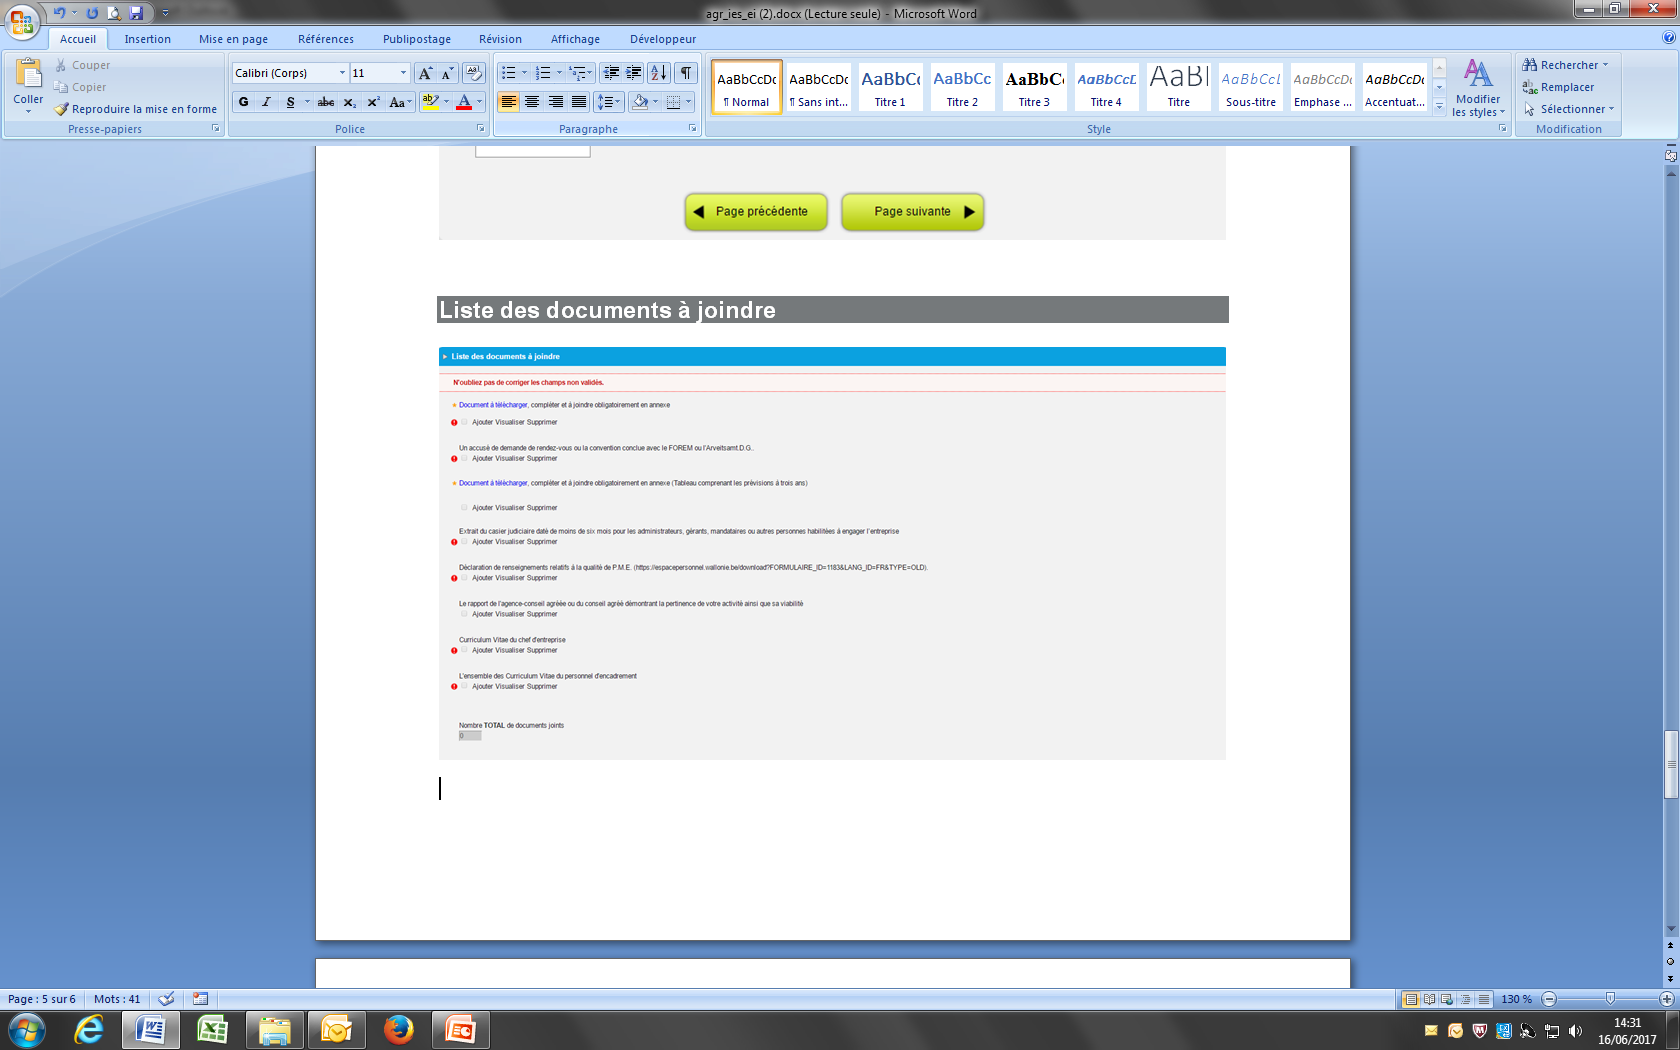 agr_ies_ei (2).docx (Lecture seule) - Microsoft Word
Accueil Insertion Mise en page Références Publipostage Révision Affichage Développeur
Coller
Couper
Copier
Reproduire la mise en forme
Presse-papiers
Calibri (Corps) 11
G I S abc x₂ x² Aa
Police
Paragraphe
AaBbCcDc ¶ Normal
AaBbCcDc ¶ Sans int...
AaBbCc Titre 1
AaBbCc Titre 2
AaBbC Titre 3
AaBbCcD Titre 4
AaBl Titre
AaBbCcL Sous-titre
AaBbCcDc Emphase ...
AaBbCcDc Accentuat...
Modifier les styles
Style
Rechercher
Remplacer
Sélectionner
Modification
Page précédente Page suivante
Liste des documents à joindre
Liste des documents à joindre
N'oubliez pas de corriger les champs non validés.
Document à télécharger, compléter et à joindre obligatoirement en annexe
Ajouter Visualiser Supprimer
Un accusé de demande de rendez-vous ou la convention conclue avec le FOREM ou l'Arveitsamt.D.G..
Ajouter Visualiser Supprimer
Document à télécharger, compléter et à joindre obligatoirement en annexe (Tableau comprenant les prévisions à trois ans)
Ajouter Visualiser Supprimer
Extrait du casier judiciaire daté de moins de six mois pour les administrateurs, gérants, mandataires ou autres personnes habilitées à engager l'entreprise
Ajouter Visualiser Supprimer
Déclaration de renseignements relatifs à la qualité de P.M.E. (https://espacepersonnel.wallonie.be/download?FORMULAIRE_ID=1183&LANG_ID=FR&TYPE=OLD).
Ajouter Visualiser Supprimer
Le rapport de l'agence-conseil agréée ou du conseil agréé démontrant la pertinence de votre activité ainsi que sa viabilité
Ajouter Visualiser Supprimer
Curriculum Vitae du chef d'entreprise
Ajouter Visualiser Supprimer
L'ensemble des Curriculum Vitae du personnel d'encadrement
Ajouter Visualiser Supprimer
Nombre TOTAL de documents joints
0
Page : 5 sur 6 Mots : 41 130 %
14:31
16/06/2017